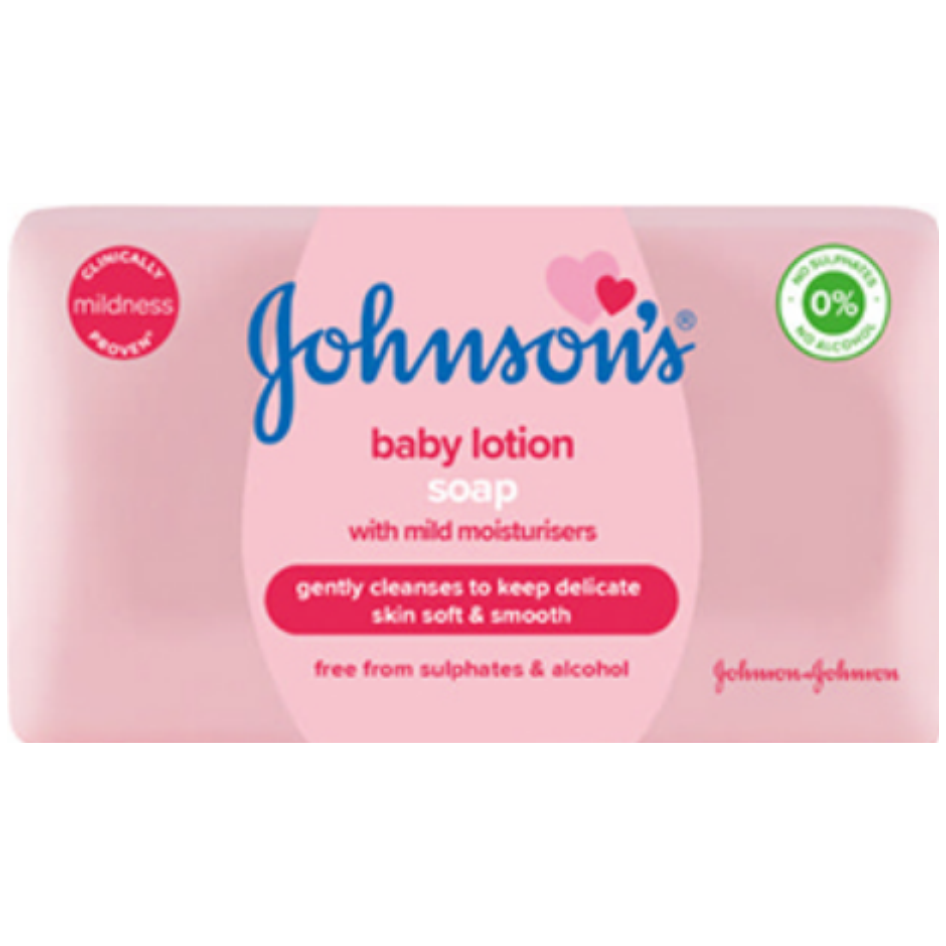 CLINICALLY
mildness
PROVEN*
NO SULPHATES
0%
NO ALCOHOL
Johnson's®
baby lotion
soap
with mild moisturisers
gently cleanses to keep delicate
skin soft & smooth
free from sulphates & alcohol
Johnson+Johnson